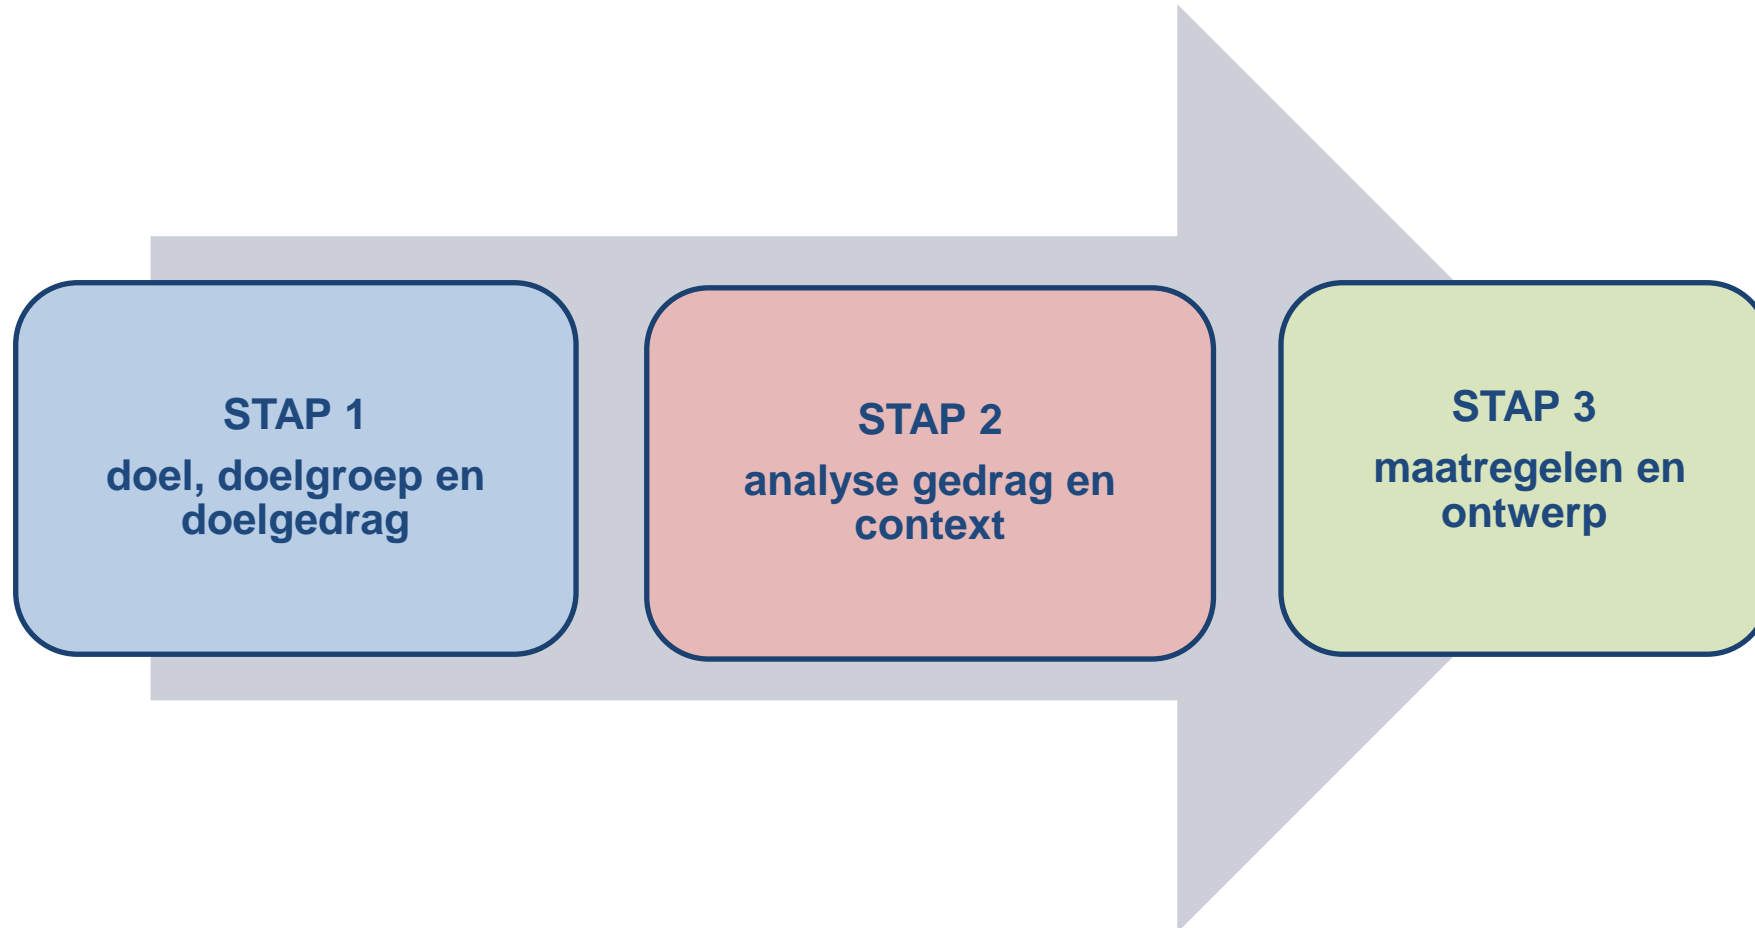 STAP 1
doel, doelgroep en
doelgedrag
STAP 2
analyse gedrag en
context
STAP 3
maatregelen en
ontwerp